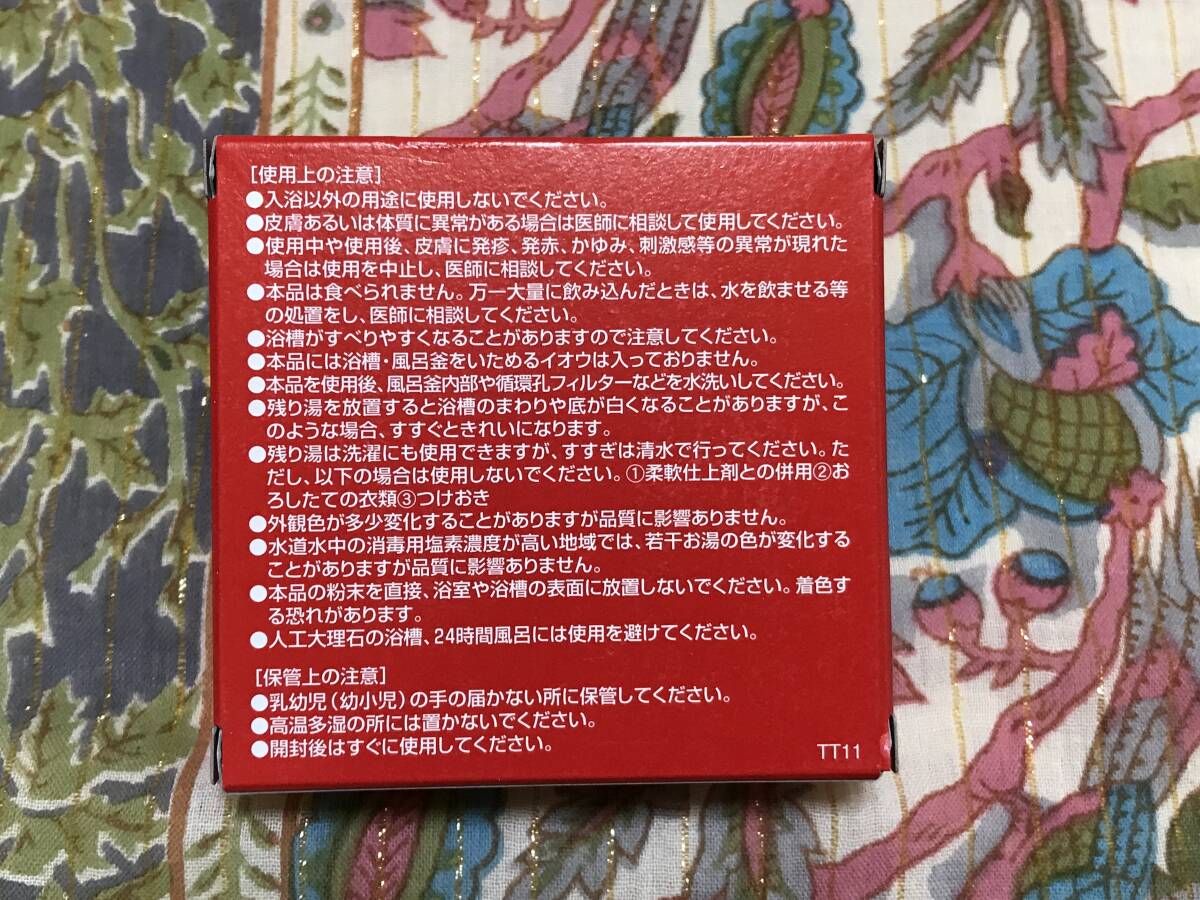 [使用上の注意]
●入浴以外の用途に使用しないでください。
●皮膚あるいは体質に異常がある場合は医師に相談して使用してください。
●使用中や使用後、皮膚に発疹、発赤、かゆみ、刺激感等の異常が現れた
場合は使用を中止し、医師に相談してください。
●本品は食べられません。万一大量に飲み込んだときは、水を飲ませる等
の処置をし、医師に相談してください。
●浴槽がすべりやすくなることがありますので注意してください。
●本品には浴槽・風呂釜をいためるイオウは入っておりません。
●本品を使用後、風呂釜内部や循環孔フィルターなどを水洗いしてください。
●残り湯を放置すると浴槽のまわりや底が白くなることがありますが、こ
のような場合、すすぐときれいになります。
●残り湯は洗濯にも使用できますが、すすぎは清水で行ってください。た
だし、以下の場合は使用しないでください。①柔軟仕上剤との併用②お
ろしたての衣類③つけおき
●外観色が多少変化することがありますが品質に影響ありません。
●水道水中の消毒用塩素濃度が高い地域では、若干お湯の色が変化する
ことがありますが品質に影響ありません。
●本品の粉末を直接、浴室や浴槽の表面に放置しないでください。着色す
る恐れがあります。
●人工大理石の浴槽、24時間風呂には使用を避けてください。
[保管上の注意]
●乳幼児(幼小児)の手の届かない所に保管してください。
●高温多湿の所には置かないでください。
●開封後はすぐに使用してください。
TT11